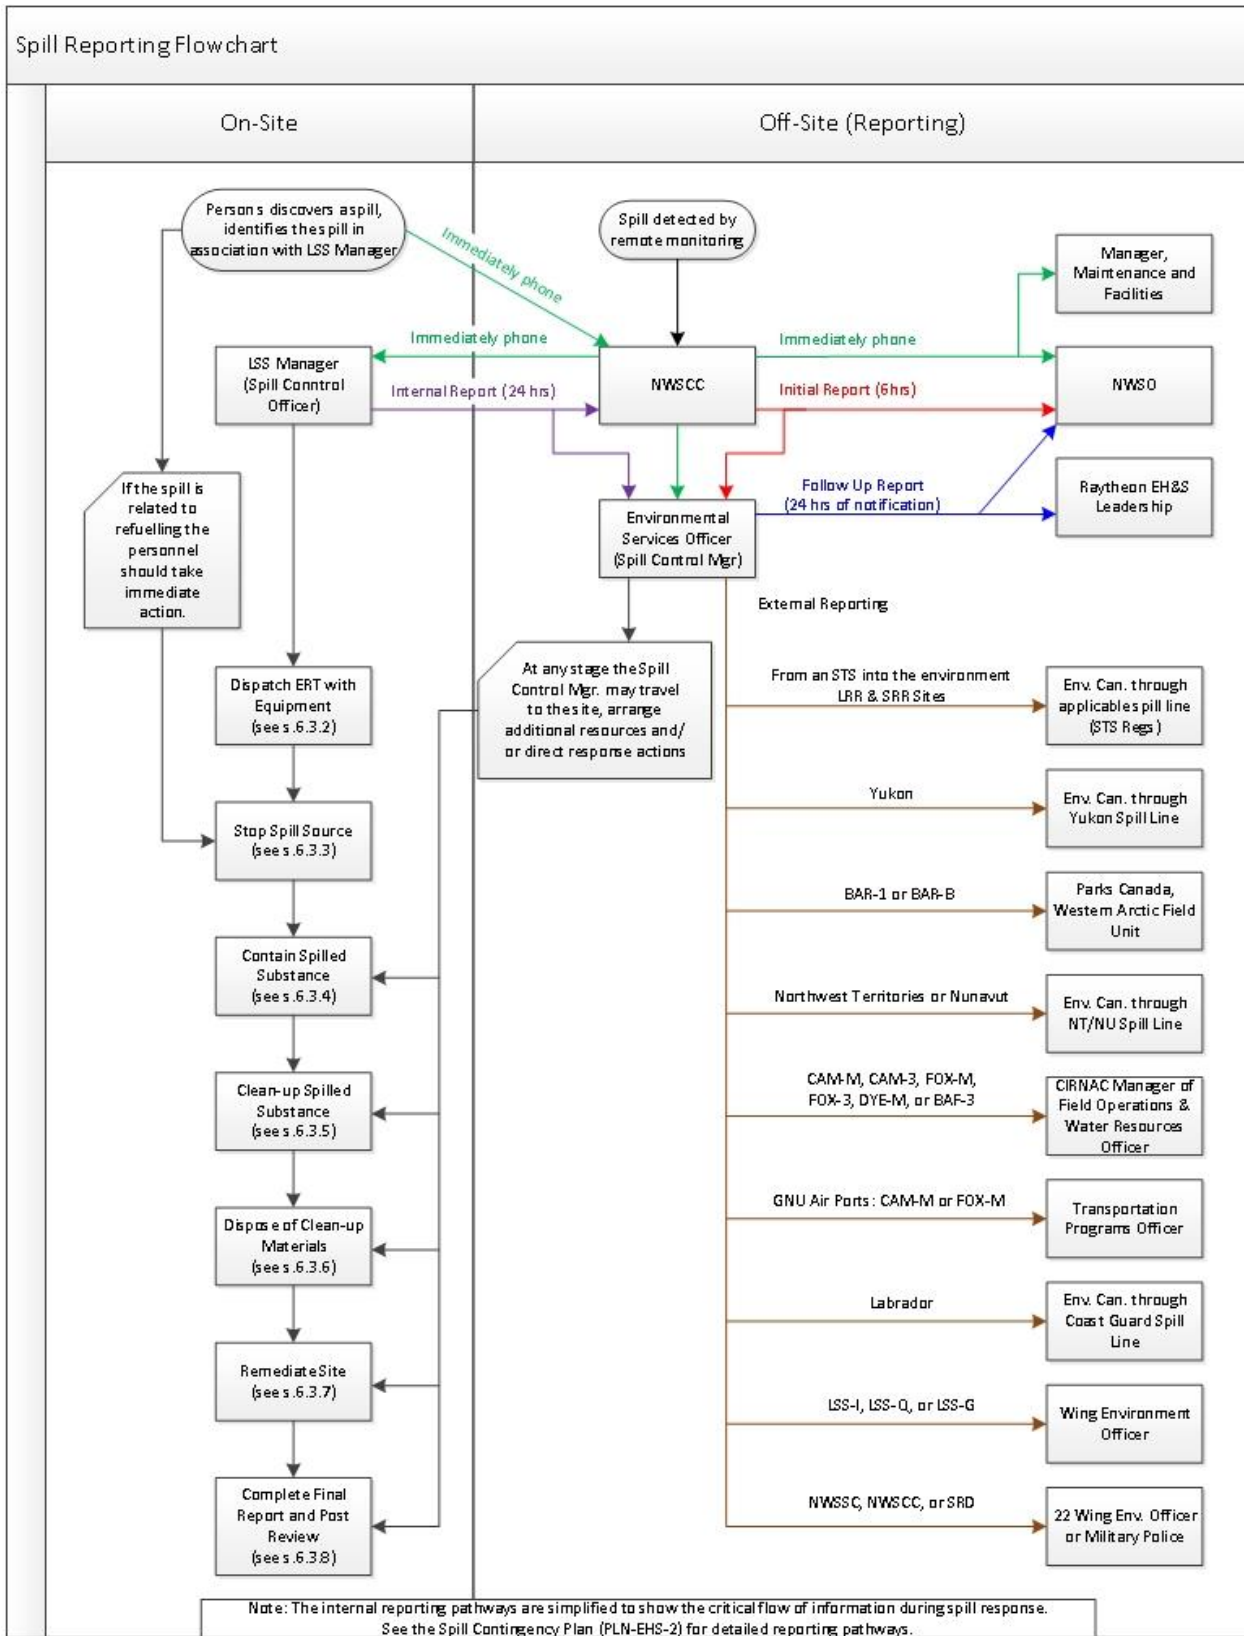 Spill Reporting Flowchart
On-Site
Off-Site (Reporting)
Persons discovers a spill,
identifies the spill in
association with LSS Manager
Immediately phone
Spill detected by
remote monitoring
Manager,
Maintenance and
Facilities
Immediately phone
Immediately phone
LSS Manager
(Spill Conntrol
Officer)
Internal Report (24 hrs)
NWSCC
Initial Report (6hrs)
NWSO
If the spill is
related to
refuelling the
personnel
should take
immediate
action.
Environmental
Services Officer
(Spill Control Mgr)
Follow Up Report
(24 hrs of notification)
Raytheon EH&S
Leadership
External Reporting
Dispatch ERT with
Equipment
(see s.6.3.2)
At any stage the Spill
Control Mgr. may travel
to the site, arrange
additional resources and/
or direct response actions
From an STS into the environment
LRR & SRR Sites
Env. Can. through
applicable spill line
(STS Regs)
Stop Spill Source
(see s.6.3.3)
Yukon
Env. Can. through
Yukon Spill Line
BAR-1 or BAR-B
Parks Canada,
Western Arctic Field
Unit
Contain Spilled
Substance
(see s.6.3.4)
Northwest Territories or Nunavut
Env. Can. through
NT/NU Spill Line
Clean-up Spilled
Substance
(see s.6.3.5)
CAM-M, CAM-3, FOX-M,
FOX-3, DYE-M, or BAF-3
CIRNAC Manager of
Field Operations &
Water Resources
Officer
Dispose of Clean-up
Materials
(see s.6.3.6)
GNU Air Ports: CAM-M or FOX-M
Transportation
Programs Officer
Labrador
Env. Can. through
Coast Guard Spill
Line
Remediate Site
(see s.6.3.7)
LSS-I, LSS-Q, or LSS-G
Wing Environment
Officer
Complete Final
Report and Post
Review
(see s.6.3.8)
NWSSC, NWSCC, or SRD
22 Wing Env. Officer
or Military Police
Note: The internal reporting pathways are simplified to show the critical flow of information during spill response.
See the Spill Contingency Plan (PLN-EHS-2) for detailed reporting pathways.